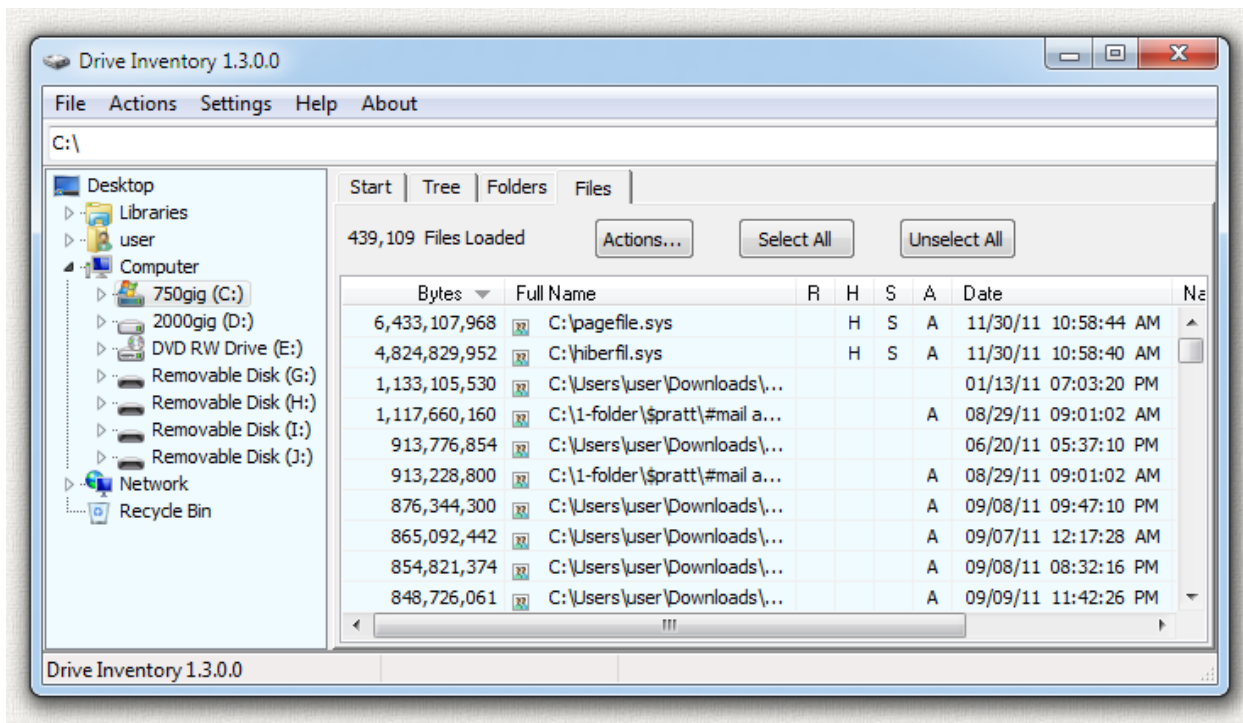 Drive Inventory 1.3.0.0
File Actions Settings Help About
C:\
Desktop
Libraries
user
Computer
750gig (C:)
2000gig (D:)
DVD RW Drive (E:)
Removable Disk (G:)
Removable Disk (H:)
Removable Disk (I:)
Removable Disk (J:)
Network
Recycle Bin
Start Tree Folders Files
439,109 Files Loaded Actions... Select All Unselect All
Bytes Full Name R H S A Date Na
6,433,107,968 C:\pagefile.sys H S A 11/30/11 10:58:44 AM
4,824,829,952 C:\hiberfil.sys H S A 11/30/11 10:58:40 AM
1,133,105,530 C:\Users\user\Downloads\... 01/13/11 07:03:20 PM
1,117,660,160 C:\1-folder\$pratt\#mail a... A 08/29/11 09:01:02 AM
913,776,854 C:\Users\user\Downloads\... 06/20/11 05:37:10 PM
913,228,800 C:\1-folder\$pratt\#mail a... A 08/29/11 09:01:02 AM
876,344,300 C:\Users\user\Downloads\... A 09/08/11 09:47:10 PM
865,092,442 C:\Users\user\Downloads\... A 09/07/11 12:17:28 AM
854,821,374 C:\Users\user\Downloads\... A 09/08/11 08:32:16 PM
848,726,061 C:\Users\user\Downloads\... A 09/09/11 11:42:26 PM
Drive Inventory 1.3.0.0